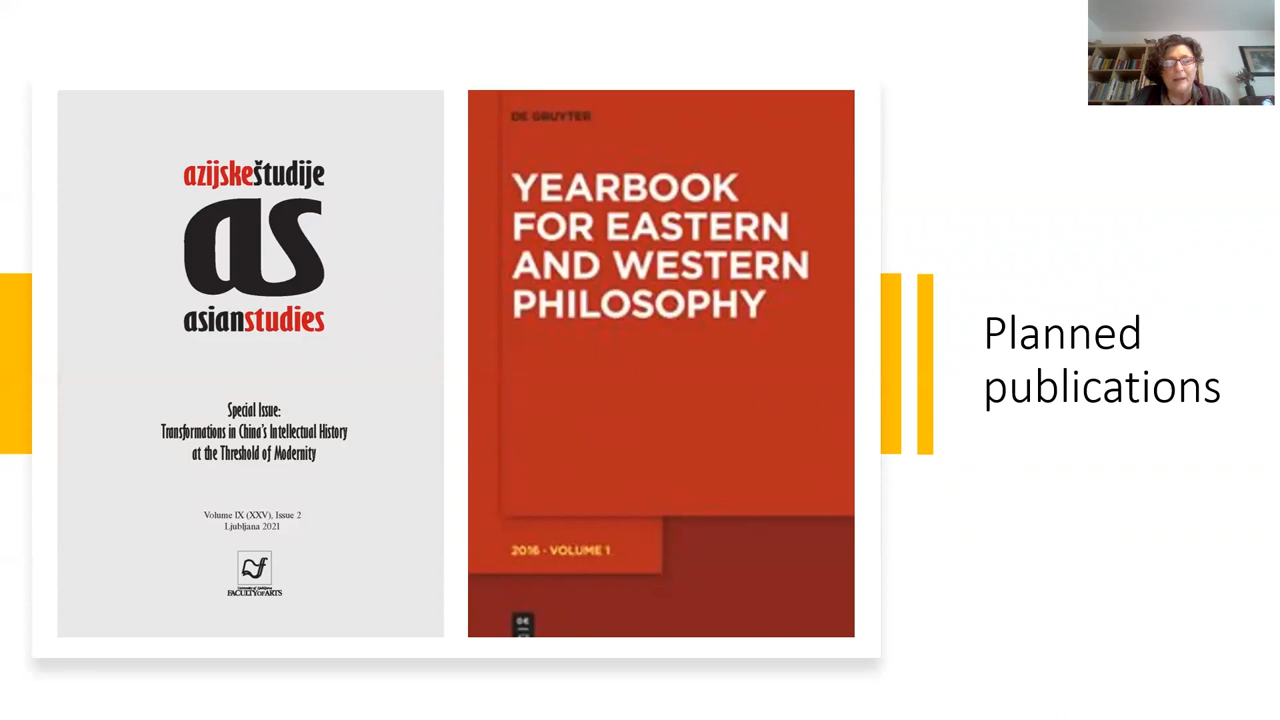 azijskeštudije
as
asianstudies
Special Issue:
Transformations in China's Intellectual History
at the Threshold of Modernity
Volume IX (XXV), Issue 2
Ljubljana 2021
FACULTY OF ARTS
DE GRUYTER
YEARBOOK
FOR EASTERN
AND WESTERN
PHILOSOPHY
2016 · VOLUME 1
DE
Planned
publications